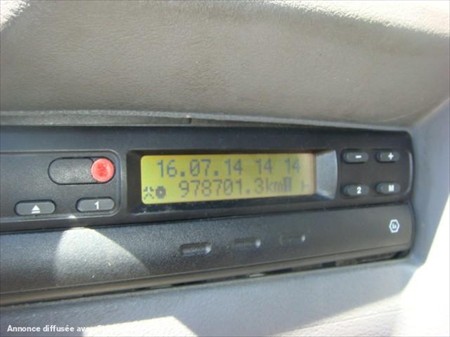 16.07.14 14 14
978701.3km
1
2
Annonce diffusée av